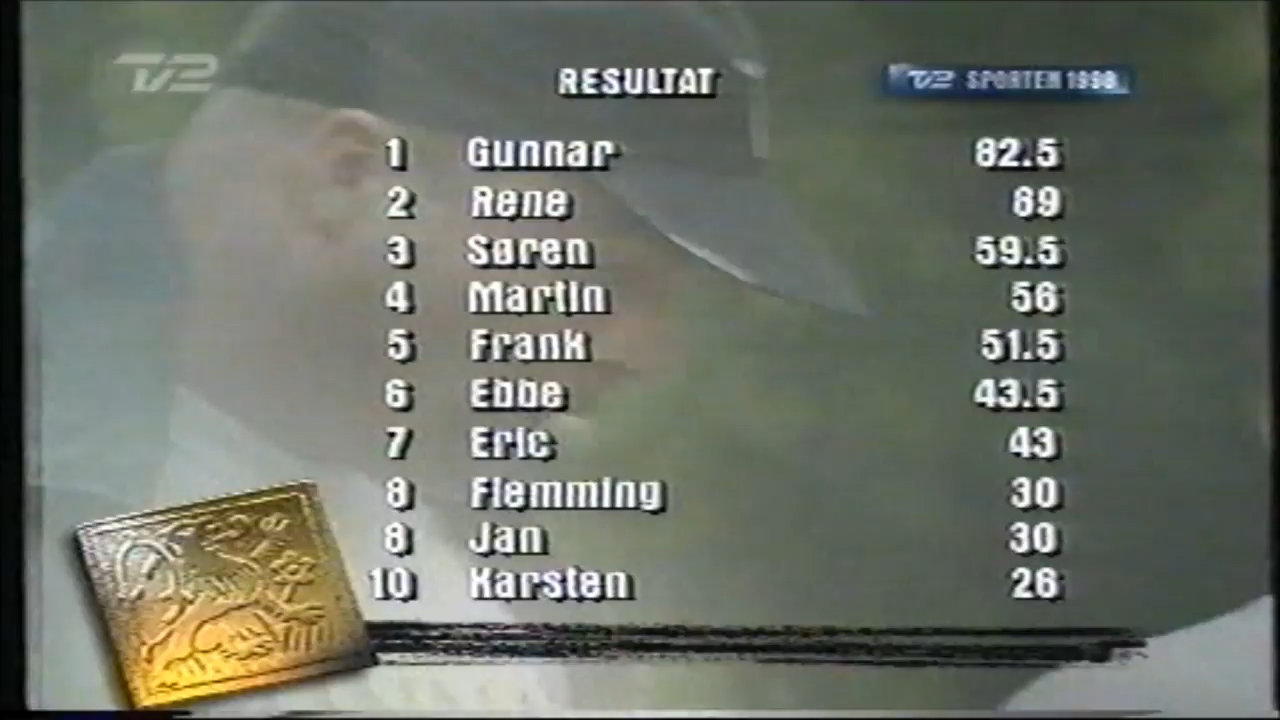 TV2
RESULTAT
TV2 SPORTEN 1998
1 Gunnar 82.5
2 Rene 69
3 Søren 59.5
4 Martin 56
5 Frank 51.5
6 Ebbe 43.5
7 Eric 43
8 Flemming 30
8 Jan 30
10 Karsten 26